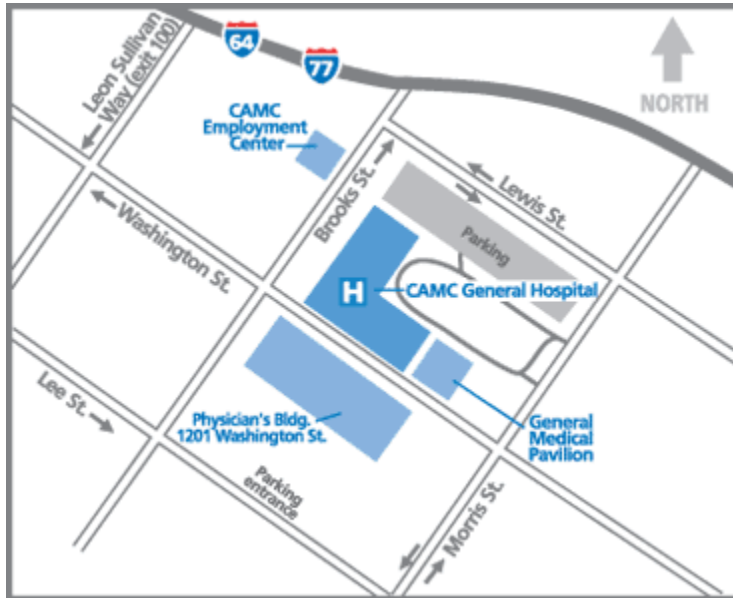 64
77
NORTH
Leon Sullivan
Way (exit 100)
CAMC
Employment
Center
Brooks St.
Lewis St.
Washington St.
Parking
H
CAMC General Hospital
Lee St.
Physician's Bldg.
1201 Washington St.
General
Medical
Pavilion
Parking
entrance
Morris St.